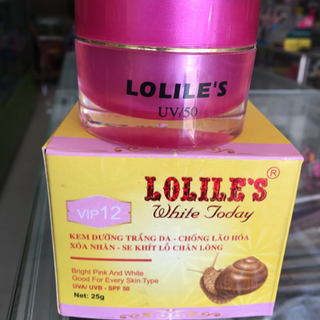 LOLILE'S
UV/50
LOLILE'S®
White Today
VIP 12
KEM DƯỠNG TRẮNG DA - CHỐNG LÃO HÓA
XÓA NHĂN - SE KHÍT LỖ CHÂN LÔNG
Bright Pink And White
Good For Every Skin-Type
UVA/ UVB - SPF 50
Net: 25g